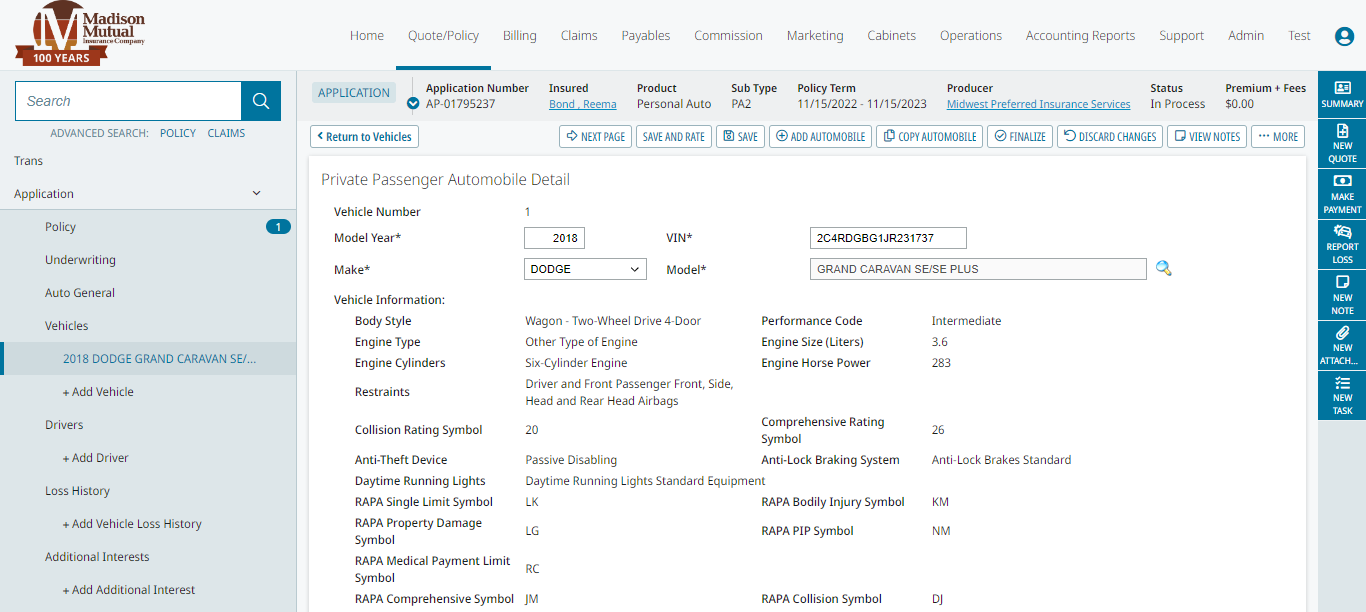 Madison
Mutual
Insurance Company
100 YEARS
Home Quote/Policy Billing Claims Payables Commission Marketing Cabinets Operations Accounting Reports Support Admin Test
Search
ADVANCED SEARCH: POLICY CLAIMS
Trans
Application
Policy 1
Underwriting
Auto General
Vehicles
2018 DODGE GRAND CARAVAN SE/...
+ Add Vehicle
Drivers
+ Add Driver
Loss History
+ Add Vehicle Loss History
Additional Interests
+ Add Additional Interest
APPLICATION
Application Number Insured Product Sub Type Policy Term Producer Status Premium + Fees
AP-01795237 Bond , Reema Personal Auto PA2 11/15/2022 - 11/15/2023 Midwest Preferred Insurance Services In Process $0.00
Return to Vehicles NEXT PAGE SAVE AND RATE SAVE ADD AUTOMOBILE COPY AUTOMOBILE FINALIZE DISCARD CHANGES VIEW NOTES ... MORE
Private Passenger Automobile Detail
Vehicle Number 1
Model Year* 2018 VIN* 2C4RDGBG1JR231737
Make* DODGE Model* GRAND CARAVAN SE/SE PLUS
Vehicle Information:
Body Style Wagon - Two-Wheel Drive 4-Door Performance Code Intermediate
Engine Type Other Type of Engine Engine Size (Liters) 3.6
Engine Cylinders Six-Cylinder Engine Engine Horse Power 283
Restraints Driver and Front Passenger Front, Side,
Head and Rear Head Airbags
Collision Rating Symbol 20 Comprehensive Rating
Symbol 26
Anti-Theft Device Passive Disabling Anti-Lock Braking System Anti-Lock Brakes Standard
Daytime Running Lights Daytime Running Lights Standard Equipment
RAPA Single Limit Symbol LK RAPA Bodily Injury Symbol KM
RAPA Property Damage
Symbol LG RAPA PIP Symbol NM
RAPA Medical Payment Limit
Symbol RC
RAPA Comprehensive Symbol JM RAPA Collision Symbol DJ
SUMMARY
NEW
QUOTE
MAKE
PAYMENT
REPORT
LOSS
NEW
NOTE
NEW
ATTACH...
NEW
TASK